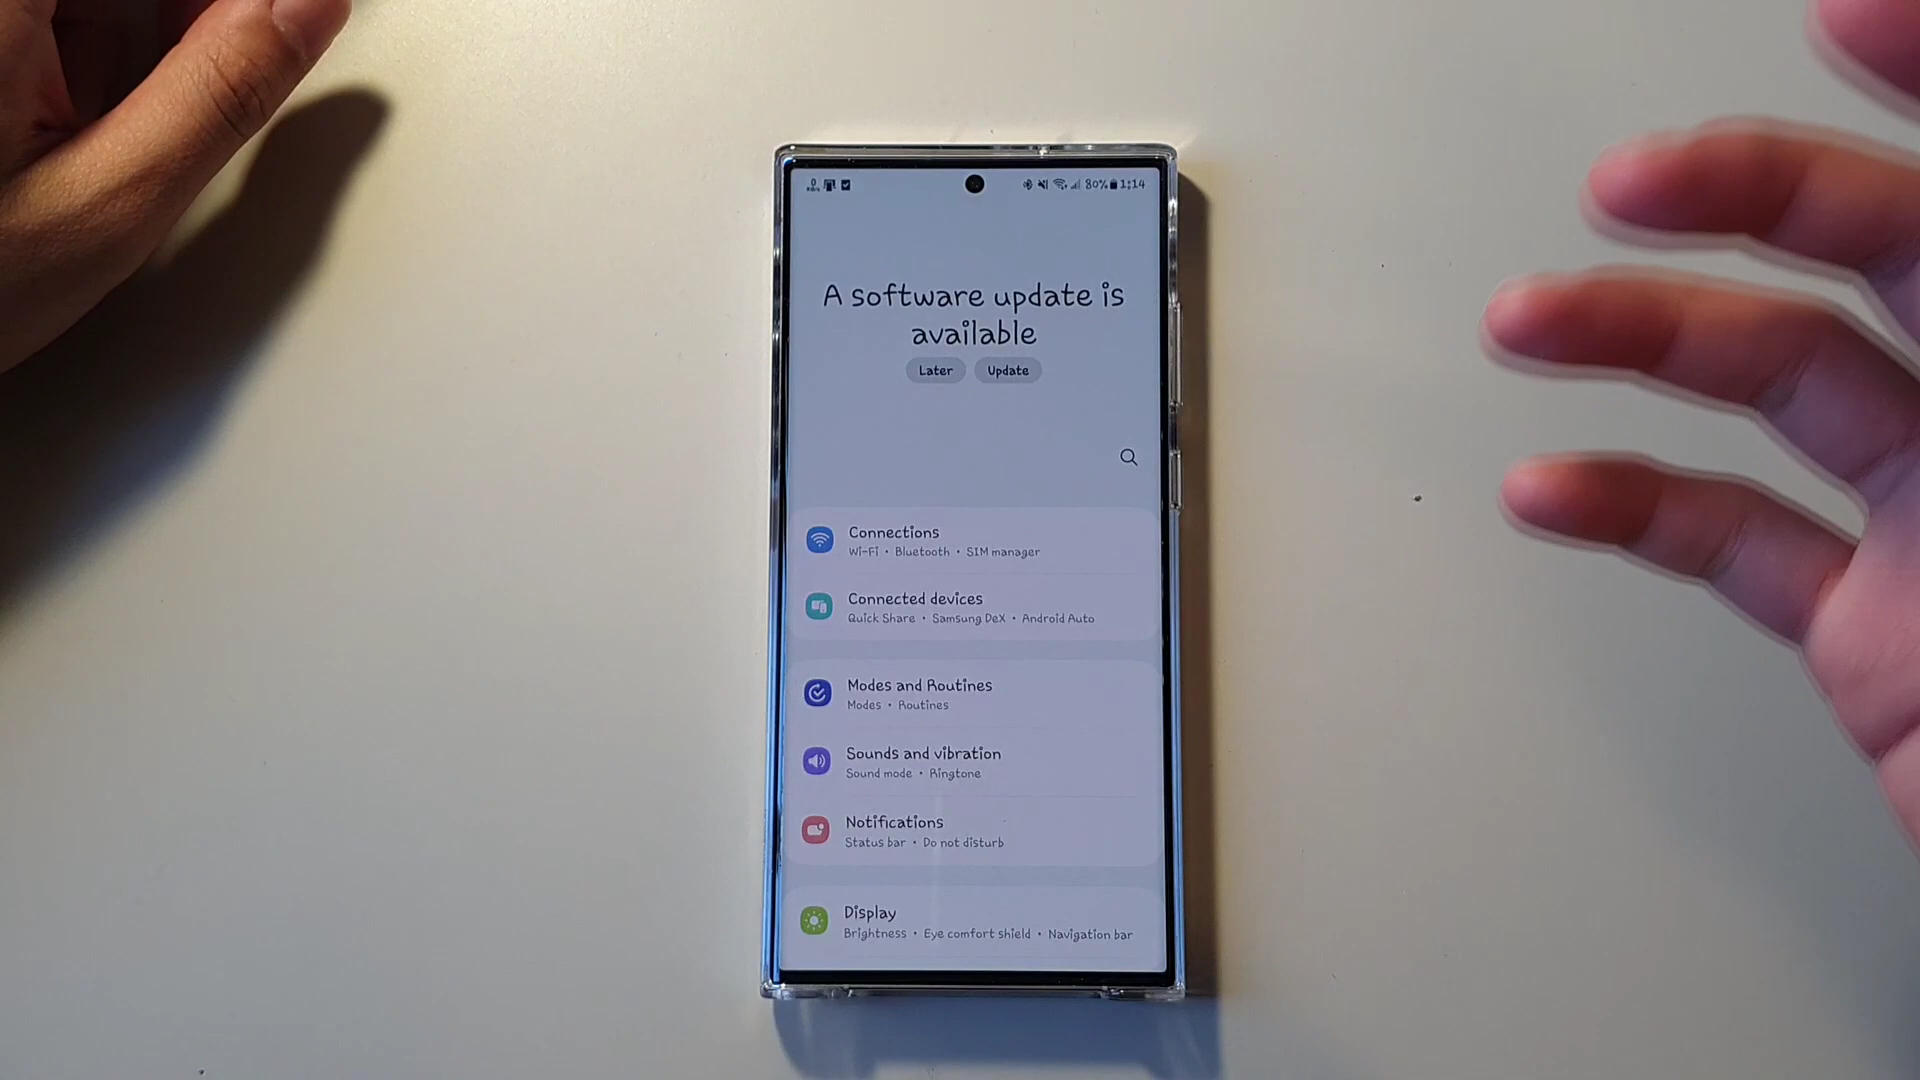 80% 1:14
A software update is
available
Later Update
Connections
Wi-Fi • Bluetooth • SIM manager
Connected devices
Quick Share • Samsung DeX • Android Auto
Modes and Routines
Modes • Routines
Sounds and vibration
Sound mode • Ringtone
Notifications
Status bar • Do not disturb
Display
Brightness • Eye comfort shield • Navigation bar